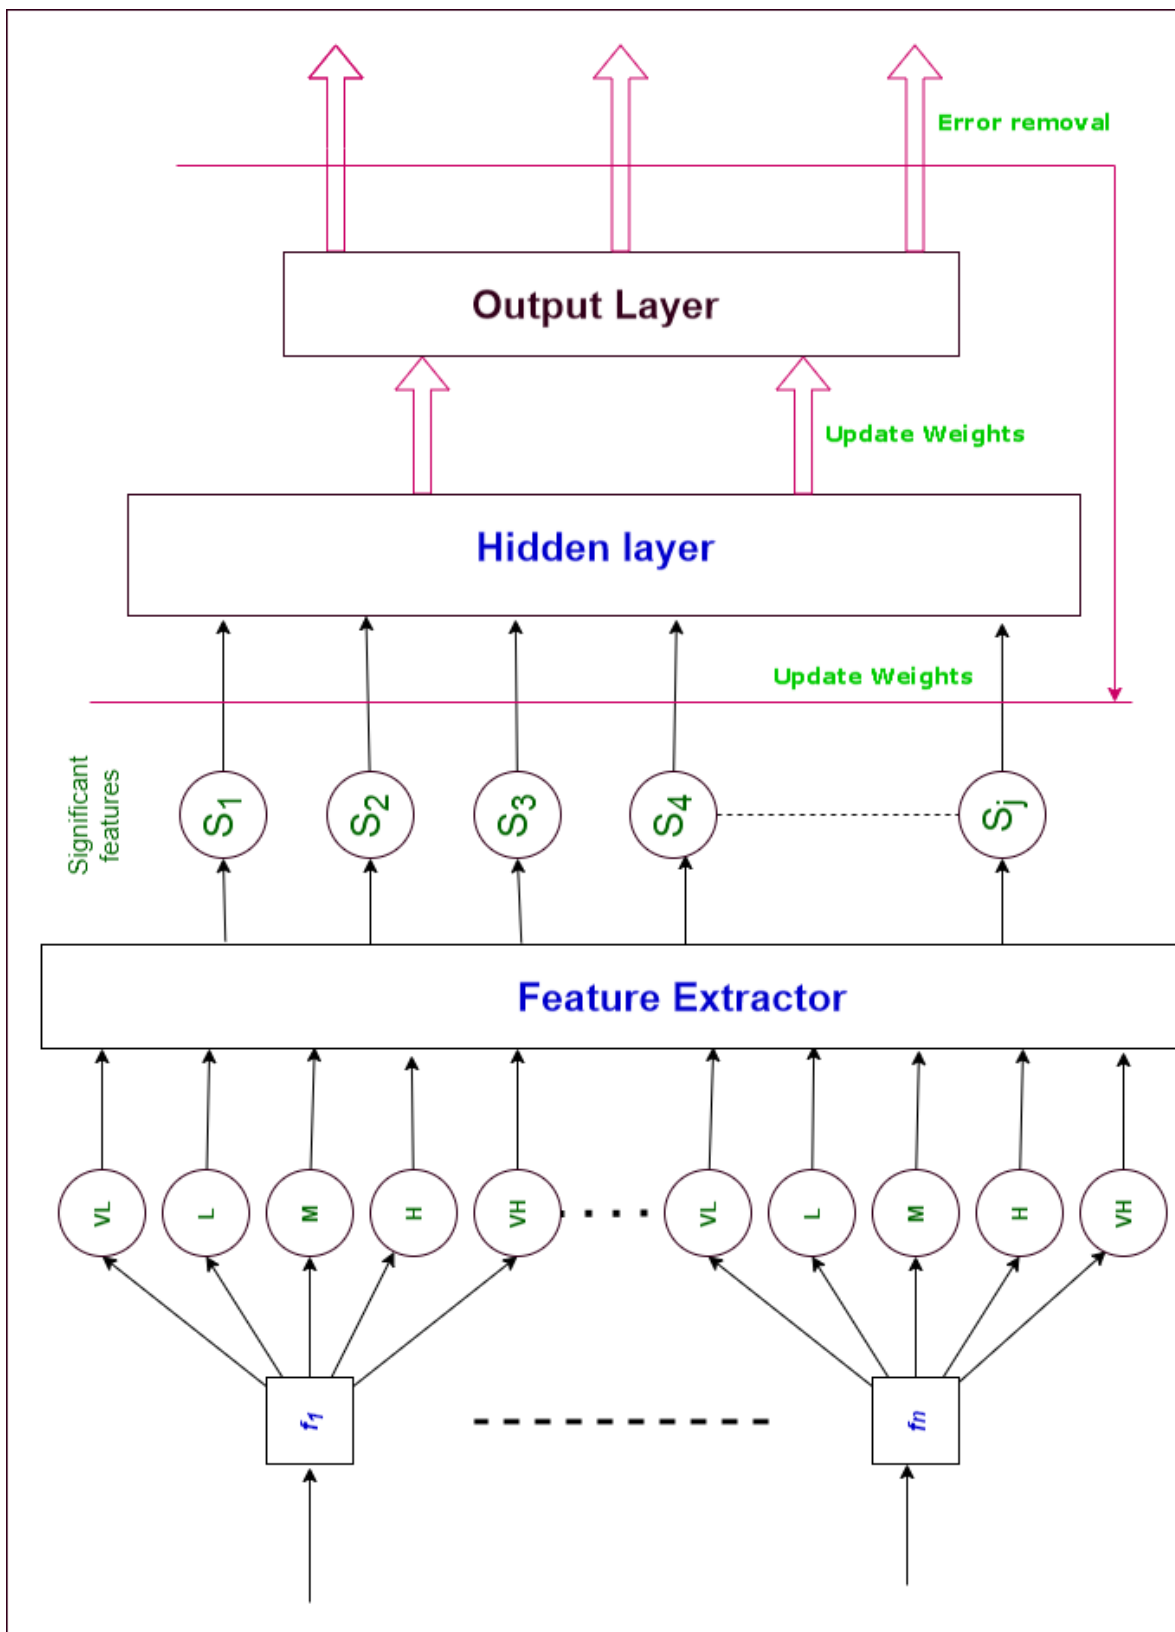 Error removal
Output Layer
Update Weights
Hidden layer
Update Weights
Significant
features
S1 S2 S3 S4 Sj
Feature Extractor
VL L M H VH VL L M H VH
f1 fn